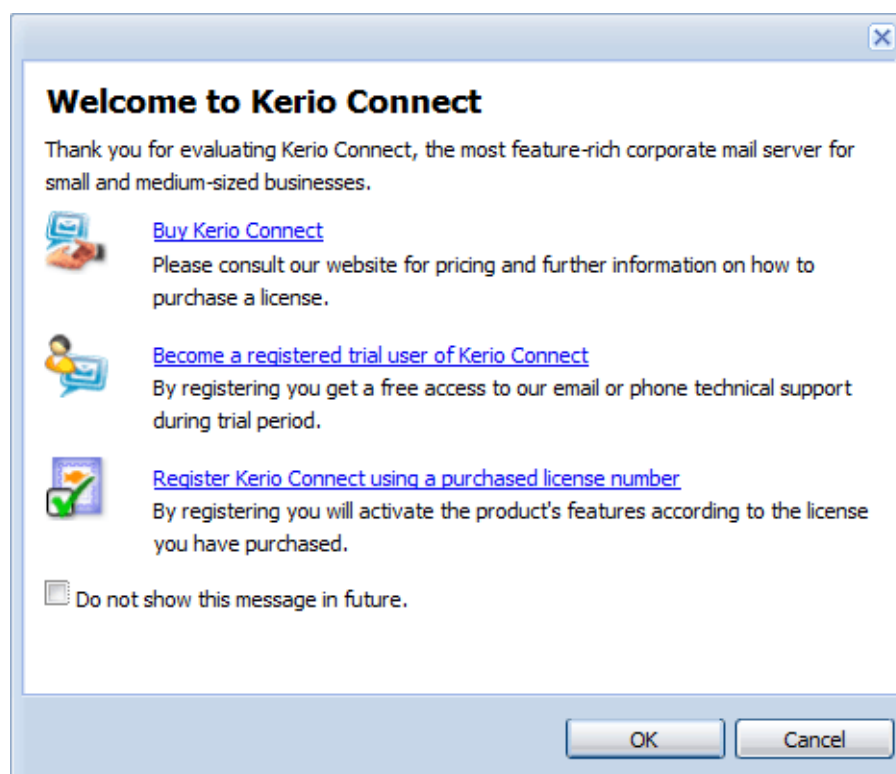 Welcome to Kerio Connect
Thank you for evaluating Kerio Connect, the most feature-rich corporate mail server for
small and medium-sized businesses.
Buy Kerio Connect
Please consult our website for pricing and further information on how to
purchase a license.
Become a registered trial user of Kerio Connect
By registering you get a free access to our email or phone technical support
during trial period.
Register Kerio Connect using a purchased license number
By registering you will activate the product's features according to the license
you have purchased.
Do not show this message in future.
OK Cancel